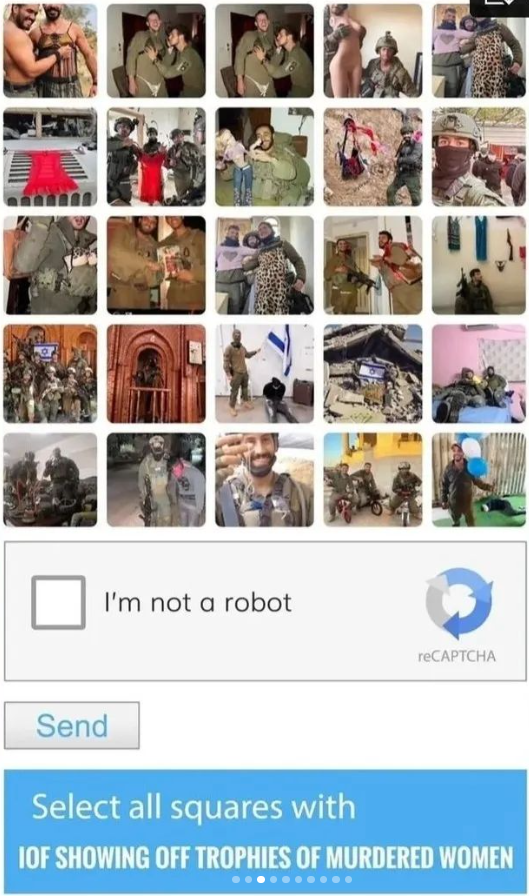 I'm not a robot
reCAPTCHA
Send
Select all squares with
IOF SHOWING OFF TROPHIES OF MURDERED WOMEN